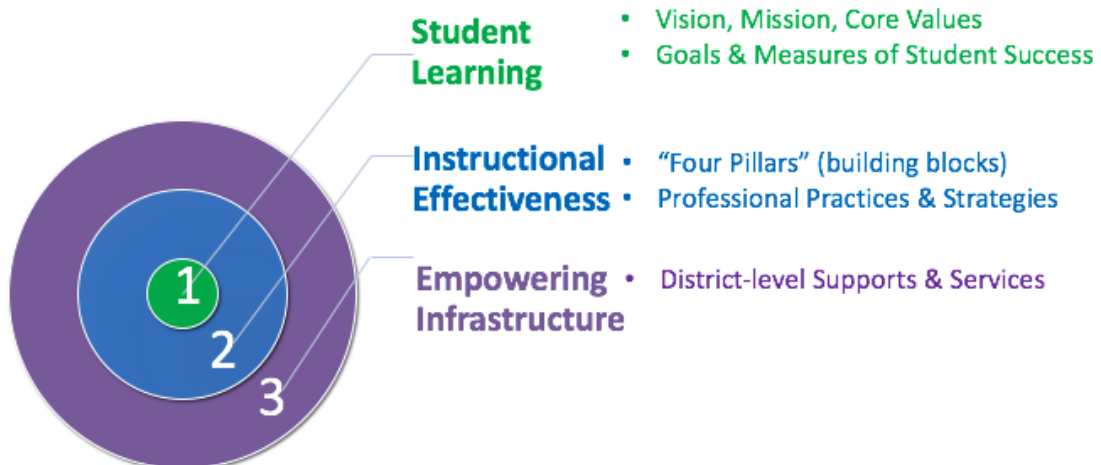 Student
Learning
• Vision, Mission, Core Values
• Goals & Measures of Student Success
Instructional
Effectiveness
• “Four Pillars” (building blocks)
• Professional Practices & Strategies
Empowering
Infrastructure
• District-level Supports & Services
1
2
3